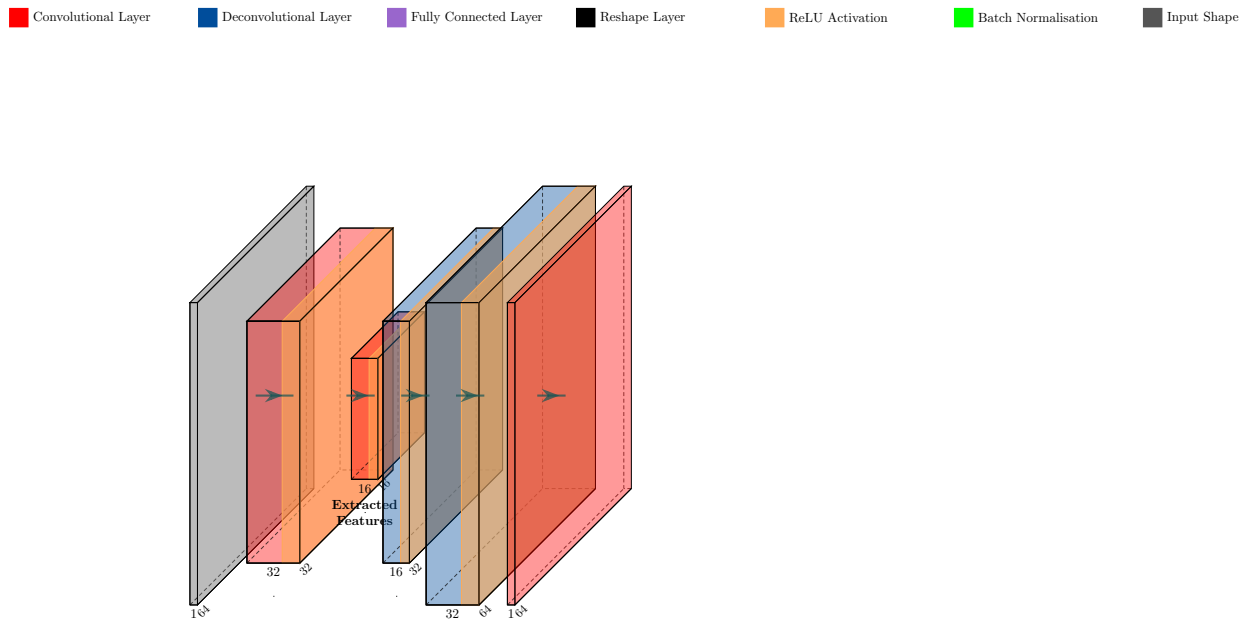 Convolutional Layer
Deconvolutional Layer
Fully Connected Layer
Reshape Layer
ReLU Activation
Batch Normalisation
Input Shape
16
16
Extracted
Features
32
32
16
32
1
64
32
64
1
64